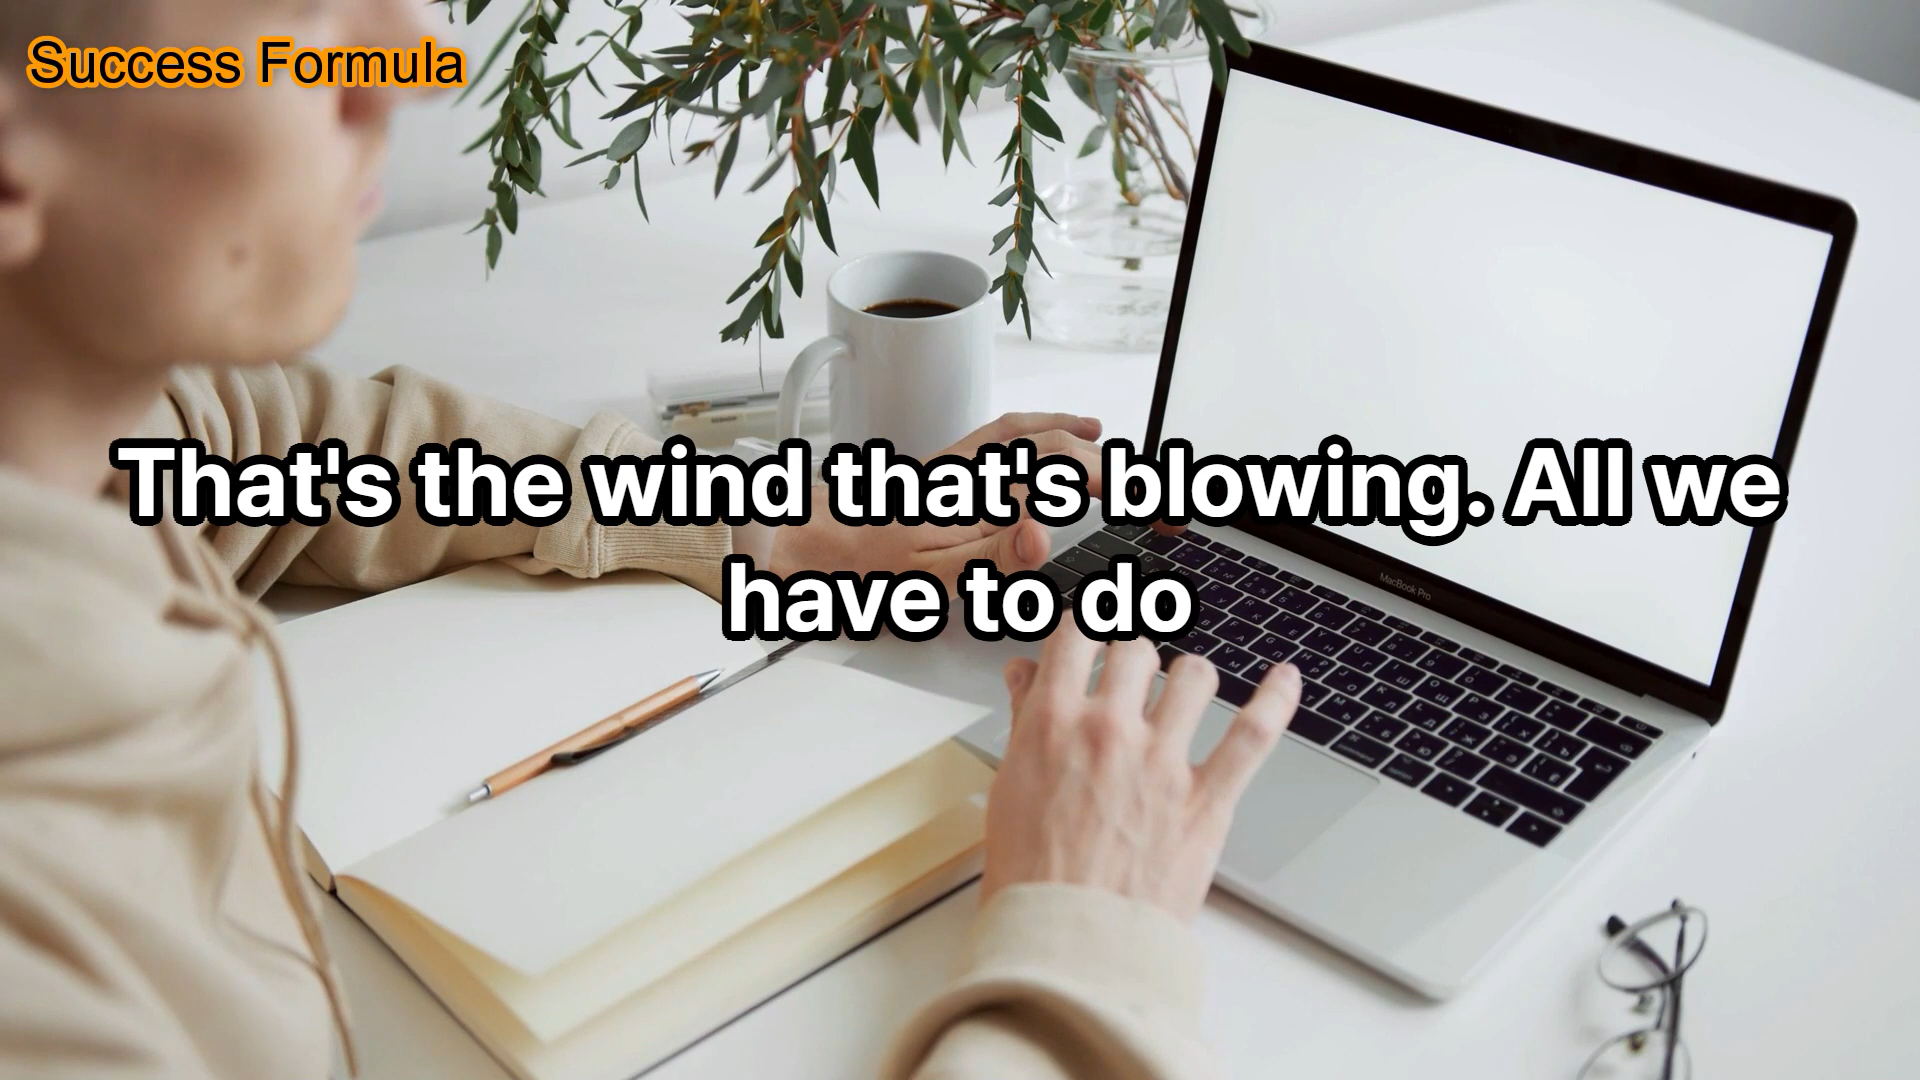 Success Formula
That's the wind that's blowing. All we
have to do
MacBook Pro